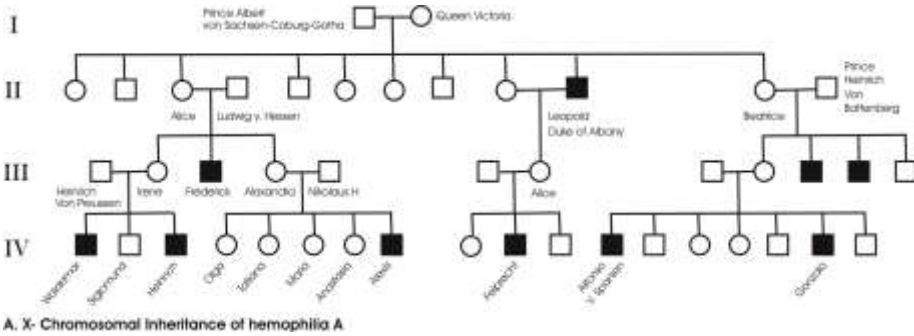 I
Prince Albert
von Sachsen-Coburg-Gotha
Queen Victoria
II
Alice
Ludwig v. Hessen
Leopold
Duke of Albany
Beatrice
Prince
Heinrich
Von
Battenberg
III
Heinrich
Von Preussen
Irene
Frederick
Alexandra
Nikolaus II
Alice
IV
Waldemar
Sigismund
Heinrich
Olga
Tatiana
Maria
Anastasia
Alexis
Ruprecht
Alfonso
V. Spanien
Gonzalo
A. X- Chromosomal Inheritance of hemophilia A